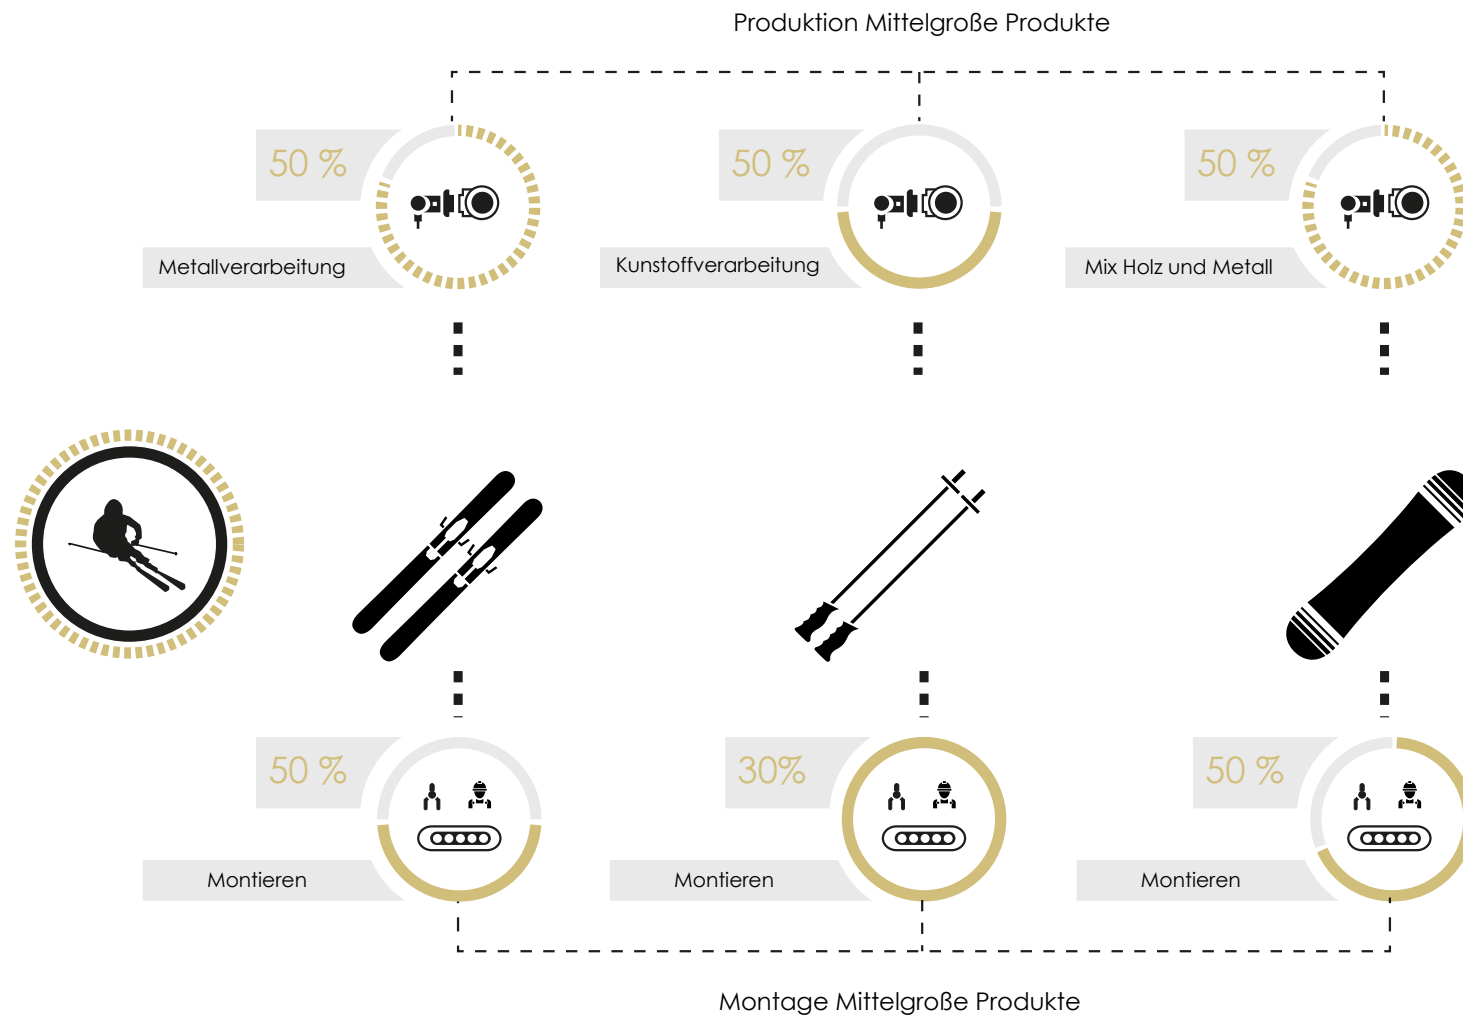 Produktion Mittelgroße Produkte
50 %
50 %
50 %
Metallverarbeitung
Kunstoffverarbeitung
Mix Holz und Metall
50 %
30%
50 %
Montieren
Montieren
Montieren
Montage Mittelgroße Produkte